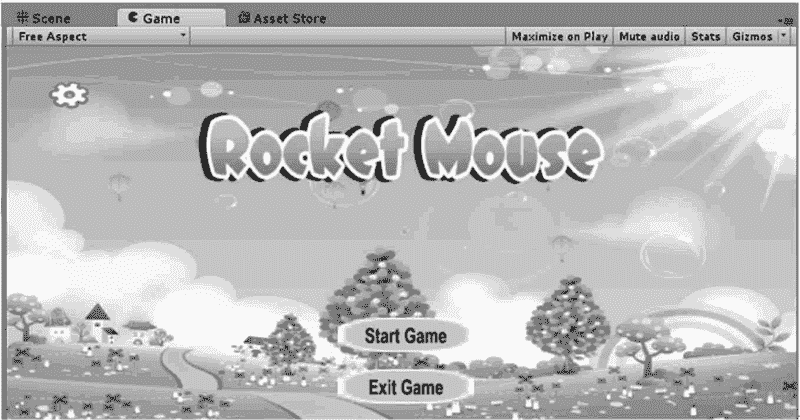 Scene Game Asset Store
Free Aspect Maximize on Play Mute audio Stats Gizmos
Rocket Mouse
Start Game
Exit Game